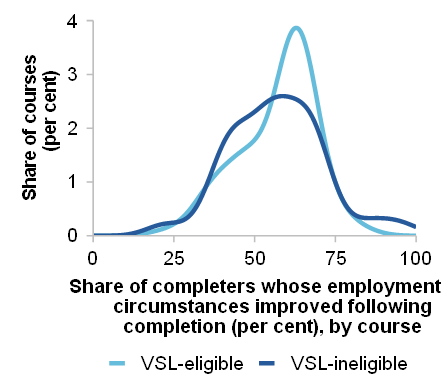 4
3
2
1
0
Share of courses
(per cent)
0 25 50 75 100
Share of completers whose employment
circumstances improved following
completion (per cent), by course
VSL-eligible VSL-ineligible